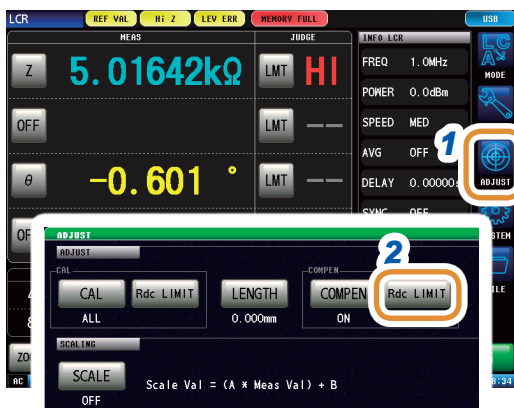 LCR REF VAL Hi Z LEV ERR MEMORY FULL USB
MEAS JUDGE INFO LCR
Z 5.01642kΩ LMT HI
FREQ 1.0MHz
MODE
POWER 0.0dBm
OFF LMT -- SPEED MED
AVG OFF
1
θ -0.601 ° LMT --
DELAY 0.00000s
ADJUST
SYNC OFF
ADJUST
ADJUST
2
CAL COMPEN
CAL Rdc LIMIT LENGTH COMPEN Rdc LIMIT
ALL 0.000mm ON
SCALING
SCALE Scale Val = (A * Meas Val) + B
OFF
AC